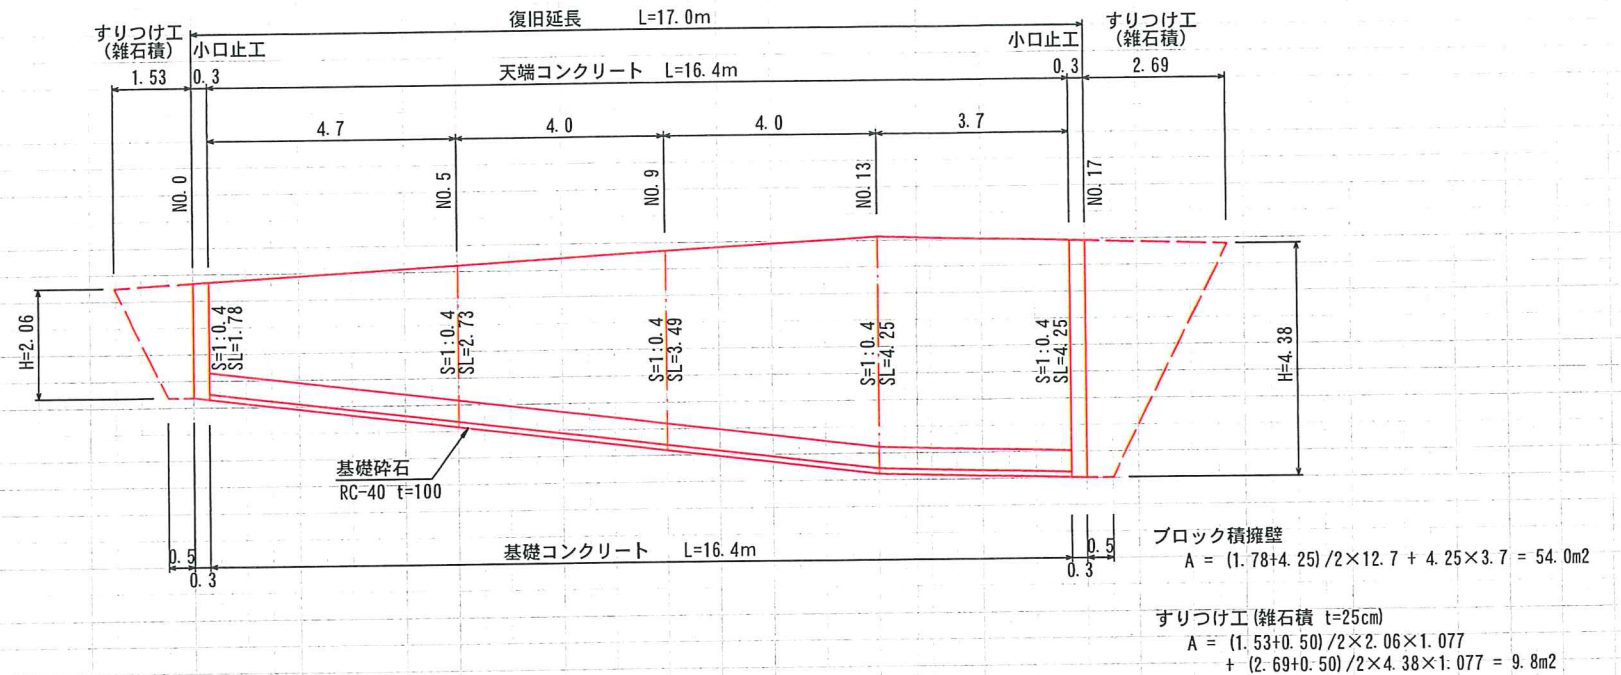 復旧延長 L=17.0m
すりつけ工
(雑石積)
小口止工
小口止工
すりつけ工
(雑石積)
1.53
0.3
天端コンクリート L=16.4m
0.3
2.69
4.7
4.0
4.0
3.7
NO.0
NO.5
NO.9
NO.13
NO.17
H=2.06
S=1:0.4
SL=1.78
S=1:0.4
SL=2.73
S=1:0.4
SL=3.49
S=1:0.4
SL=4.25
S=1:0.4
SL=4.25
H=4.38
基礎砕石
RC-40 t=100
0.5
0.3
基礎コンクリート L=16.4m
0.3
0.5
ブロック積擁壁
A = (1.78+4.25)/2×12.7 + 4.25×3.7 = 54.0m2
すりつけ工(雑石積 t=25cm)
A = (1.53+0.50)/2×2.06×1.077
+ (2.69+0.50)/2×4.38×1.077 = 9.8m2